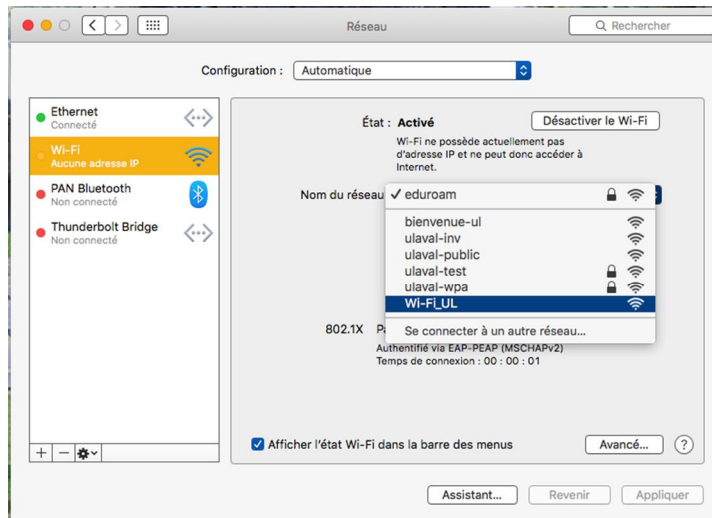 Réseau
Rechercher
Configuration : Automatique
Ethernet
Connecté
Wi-Fi
Aucune adresse IP
PAN Bluetooth
Non connecté
Thunderbolt Bridge
Non connecté
État : Activé
Désactiver le Wi-Fi
Wi-Fi ne possède actuellement pas
d'adresse IP et ne peut donc accéder à
Internet.
Nom du réseau
✓ eduroam
bienvenue-ul
ulaval-inv
ulaval-public
ulaval-test
ulaval-wpa
Wi-Fi_UL
Se connecter à un autre réseau...
802.1X
Authentifié via EAP-PEAP (MSCHAPv2)
Temps de connexion : 00 : 00 : 01
Afficher l'état Wi-Fi dans la barre des menus
Avancé...
?
Assistant...
Revenir
Appliquer